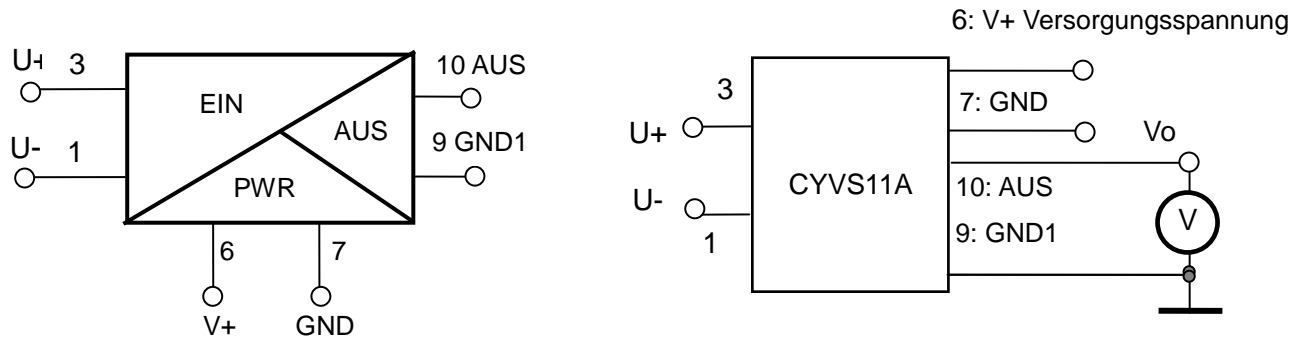 U+
3
U-
1
EIN
AUS
PWR
10 AUS
9 GND1
6
7
V+
GND
6: V+ Versorgungsspannung
7: GND
3
U+
U-
1
CYVS11A
10: AUS
9: GND1
Vo
V